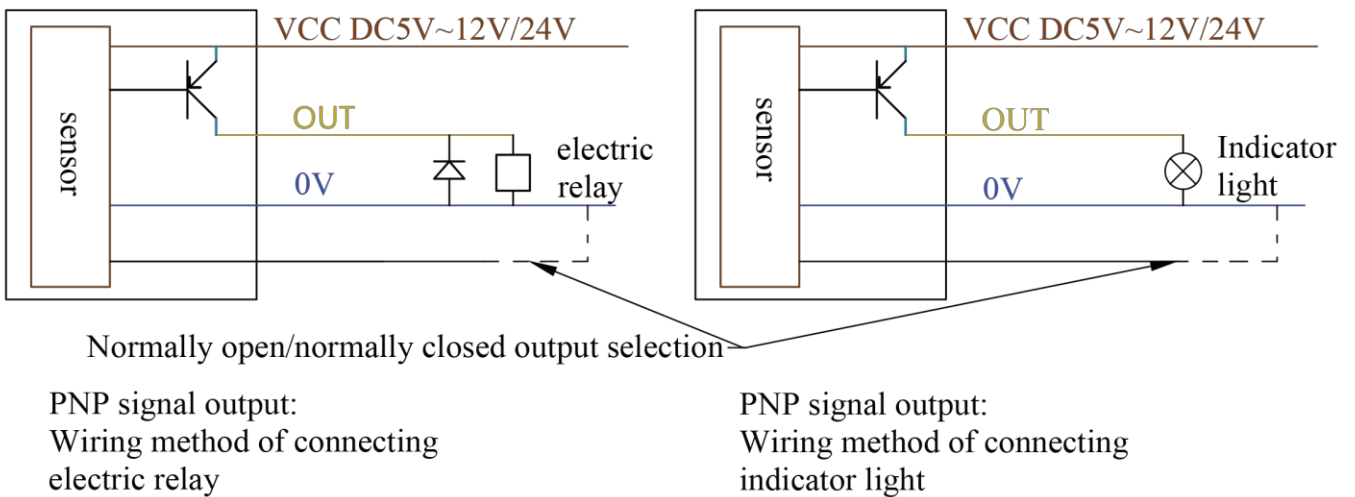 VCC DC5V~12V/24V
sensor
OUT
electric
relay
0V
VCC DC5V~12V/24V
sensor
OUT
Indicator
light
0V
Normally open/normally closed output selection
PNP signal output:
Wiring method of connecting
electric relay
PNP signal output:
Wiring method of connecting
indicator light